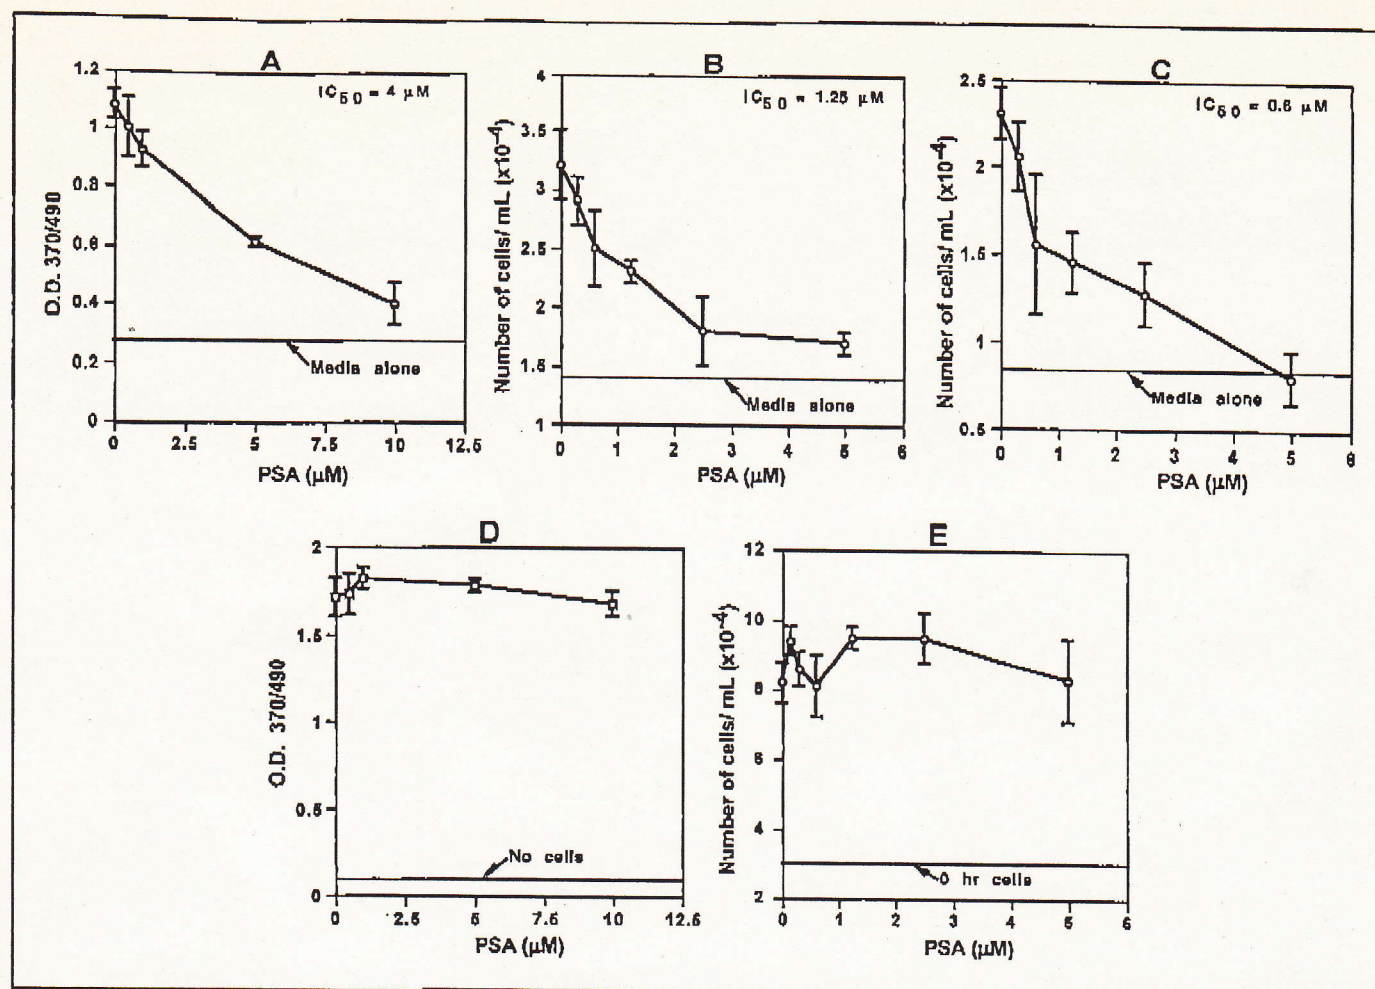 A
IC50 = 4 μM
1.2
1
0.8
0.6
0.4
0.2
0
O.D. 370/490
Media alone
0 2.5 5 7.5 10 12.5
PSA (μM)
B
IC50 = 1.25 μM
4
3.5
3
2.5
2
1.5
1
Number of cells/ mL (x10-4)
Media alone
0 1 2 3 4 5 6
PSA (μM)
C
IC50 = 0.6 μM
2.5
2
1.5
1
0.5
Number of cells/ mL (x10-4)
Media alone
0 1 2 3 4 5 6
PSA (μM)
D
2
1.5
1
0.5
0
O.D. 370/490
No cells
0 2.5 5 7.5 10 12.5
PSA (μM)
E
12
10
8
6
4
2
Number of cells/ mL (x10-4)
0 hr cells
0 1 2 3 4 5 6
PSA (μM)